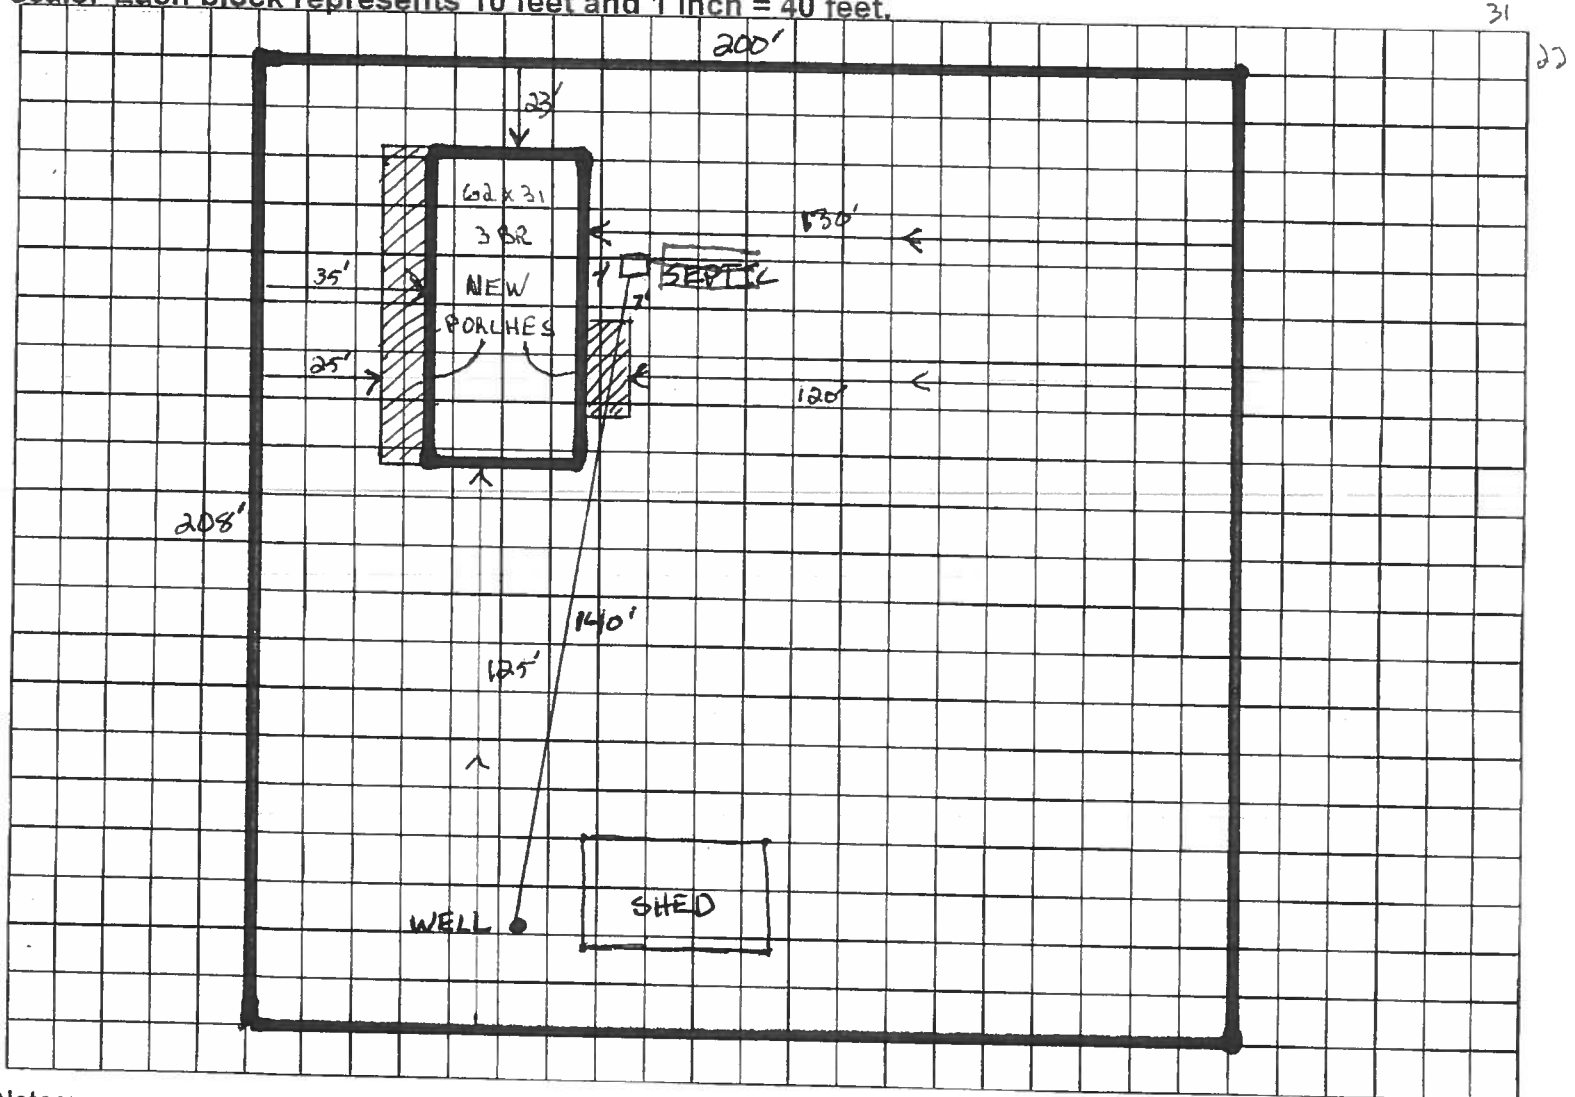 Each block represents 10 feet and 1 inch = 40 feet.
31
22
200'
23'
62 x 31
3 BR
NEW
PORCHES
130'
SEPTIC
7'
35'
25'
120'
208'
140'
125'
WELL
SHED